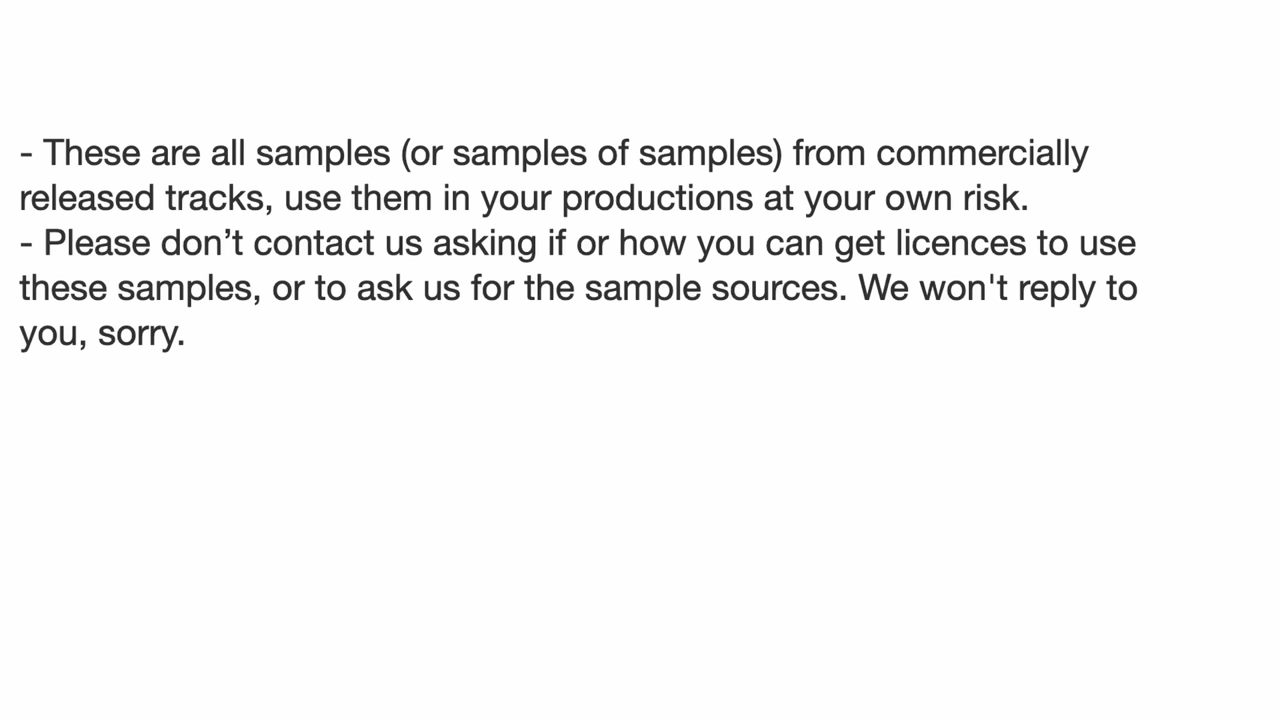 - These are all samples (or samples of samples) from commercially
released tracks, use them in your productions at your own risk.
- Please don’t contact us asking if or how you can get licences to use
these samples, or to ask us for the sample sources. We won't reply to
you, sorry.